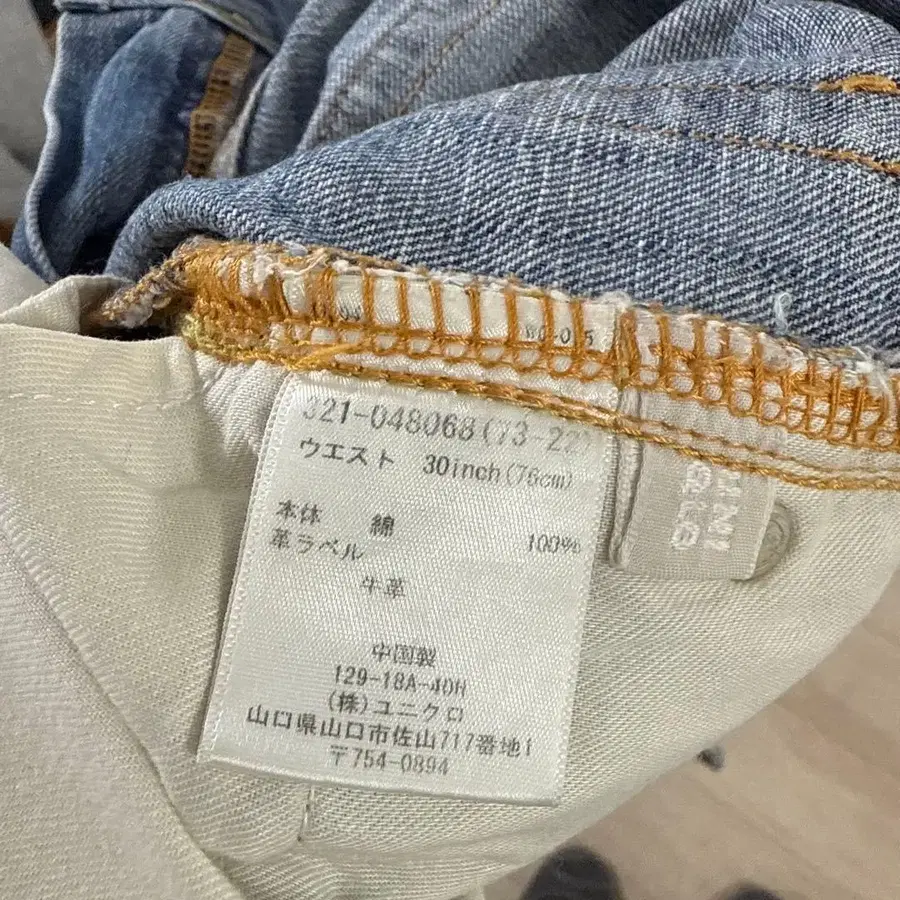 321-048068(73-22)
ウエスト 30inch(76cm)
本体 綿 100%
革ラベル
牛革
中国製
129-18A-40H
(株)ユニクロ
山口県山口市佐山717番地1
〒754-0894